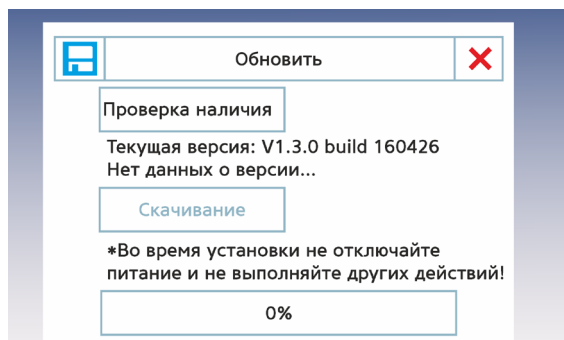 Обновить
Проверка наличия
Текущая версия: V1.3.0 build 160426
Нет данных о версии...
Скачивание
*Во время установки не отключайте
питание и не выполняйте других действий!
0%